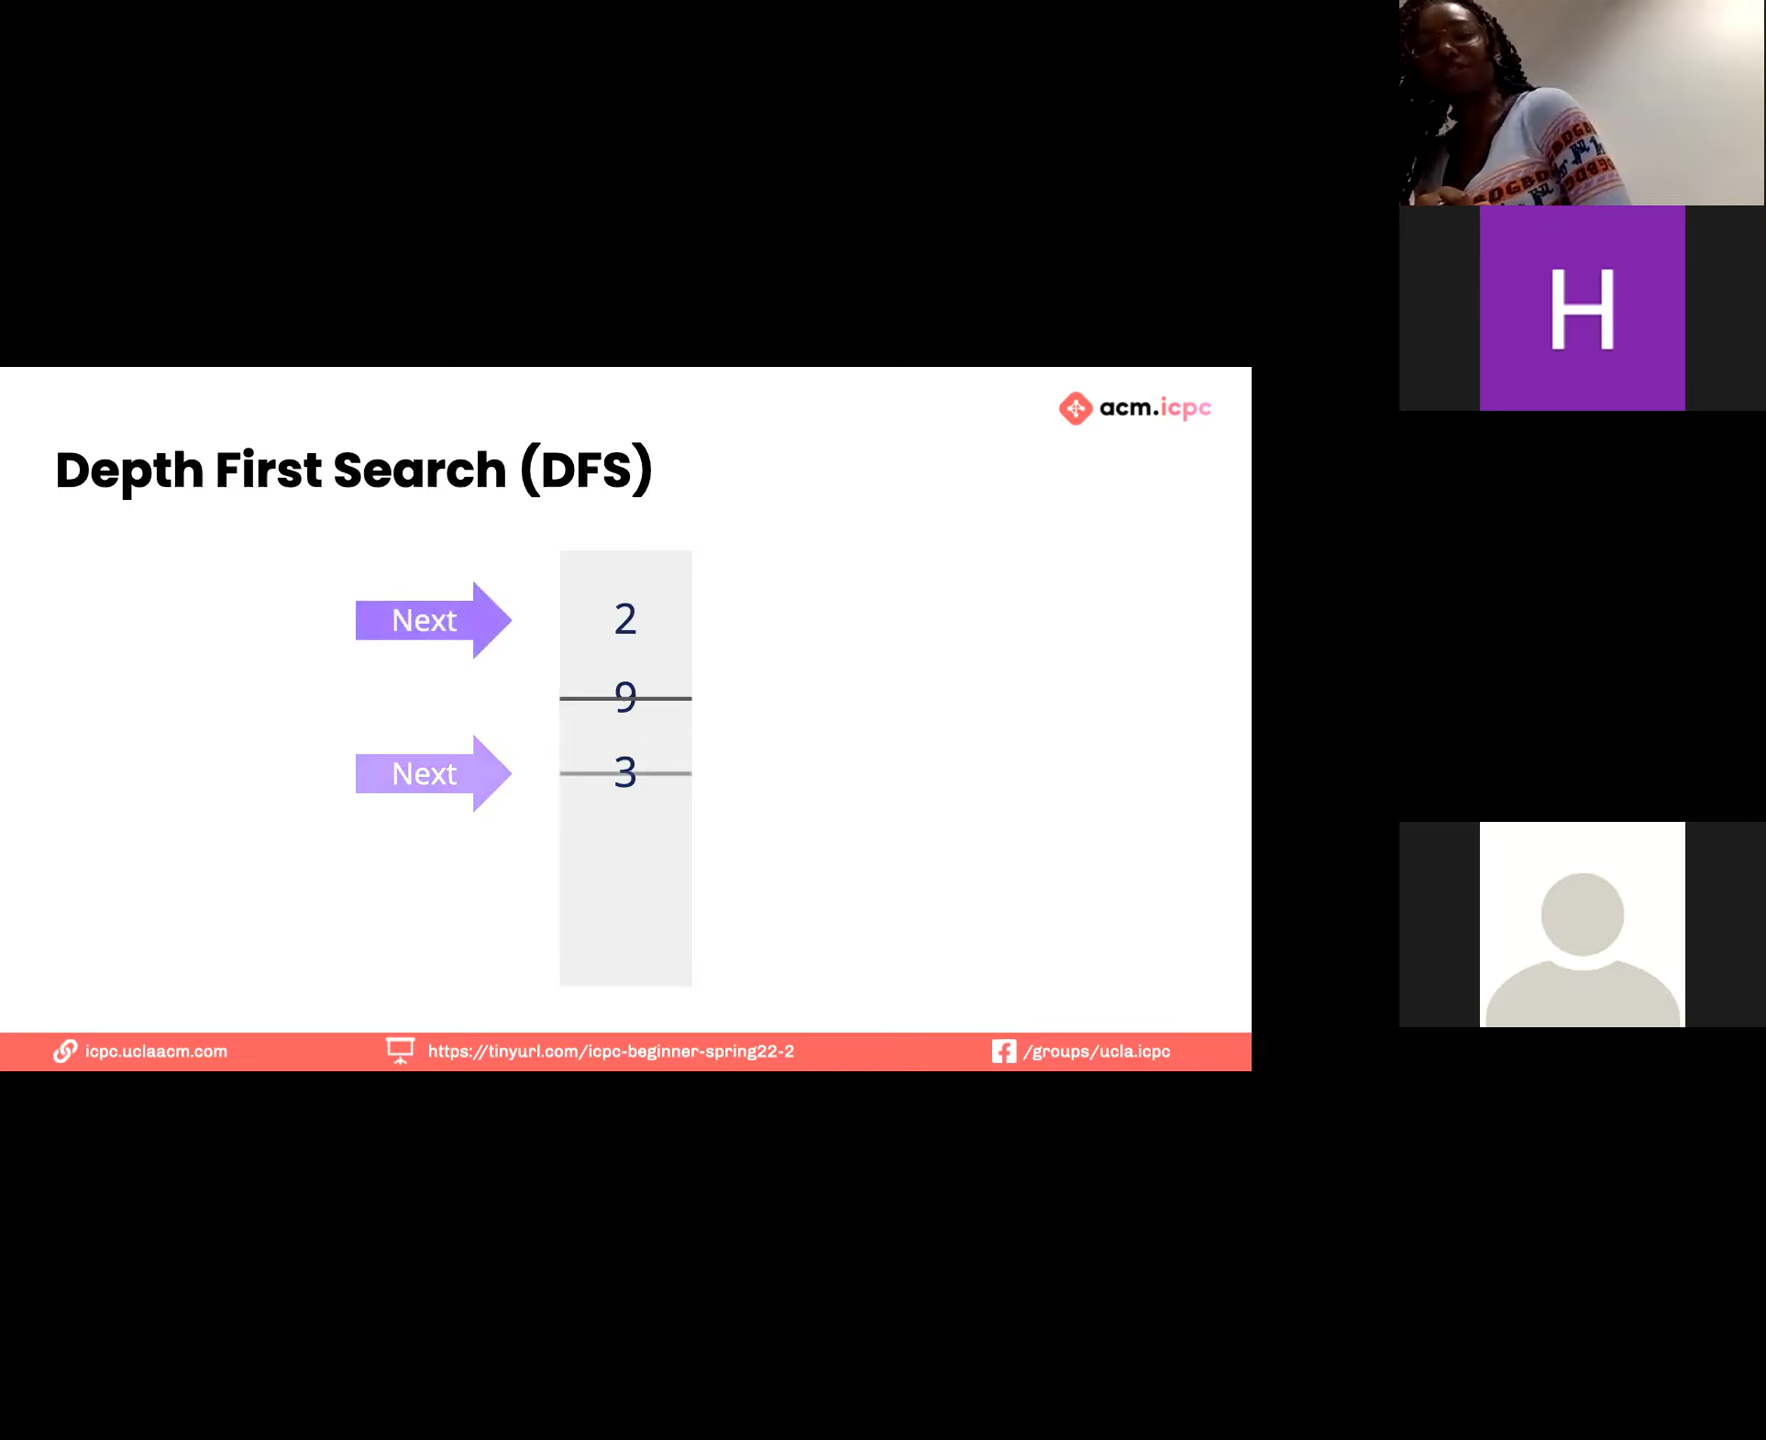 H
acm.icpc
Depth First Search (DFS)
Next
2
9
Next
3
icpc.uclaacm.com
https://tinyurl.com/icpc-beginner-spring22-2
/groups/ucla.icpc